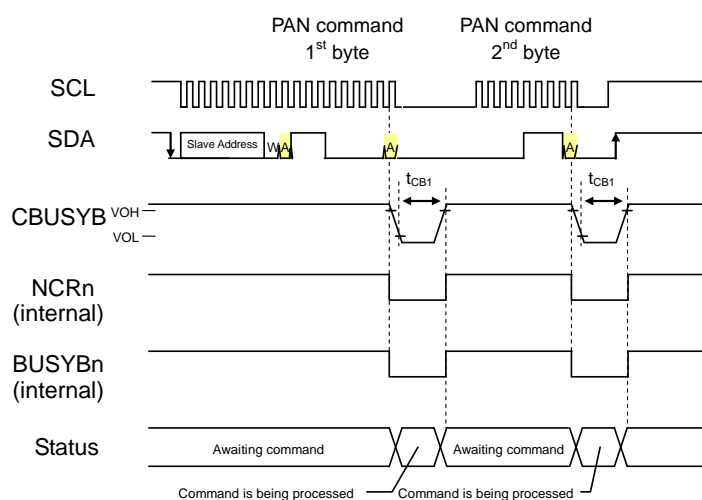 PAN command
1st byte
PAN command
2nd byte
SCL
SDA
Slave Address
W
A
A
A
tCB1
tCB1
CBUSYB
VOH
VOL
NCRn
(internal)
BUSYBn
(internal)
Status
Awaiting command
Awaiting command
Command is being processed
Command is being processed